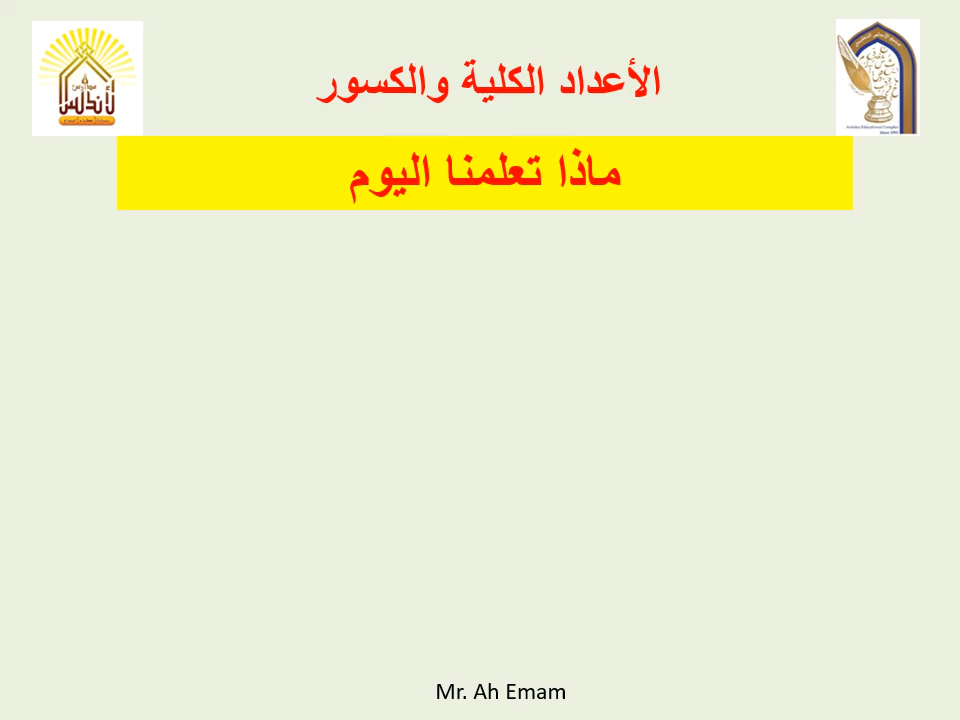 الأعداد الكلية والكسور
ماذا تعلمنا اليوم
Mr. Ah Emam